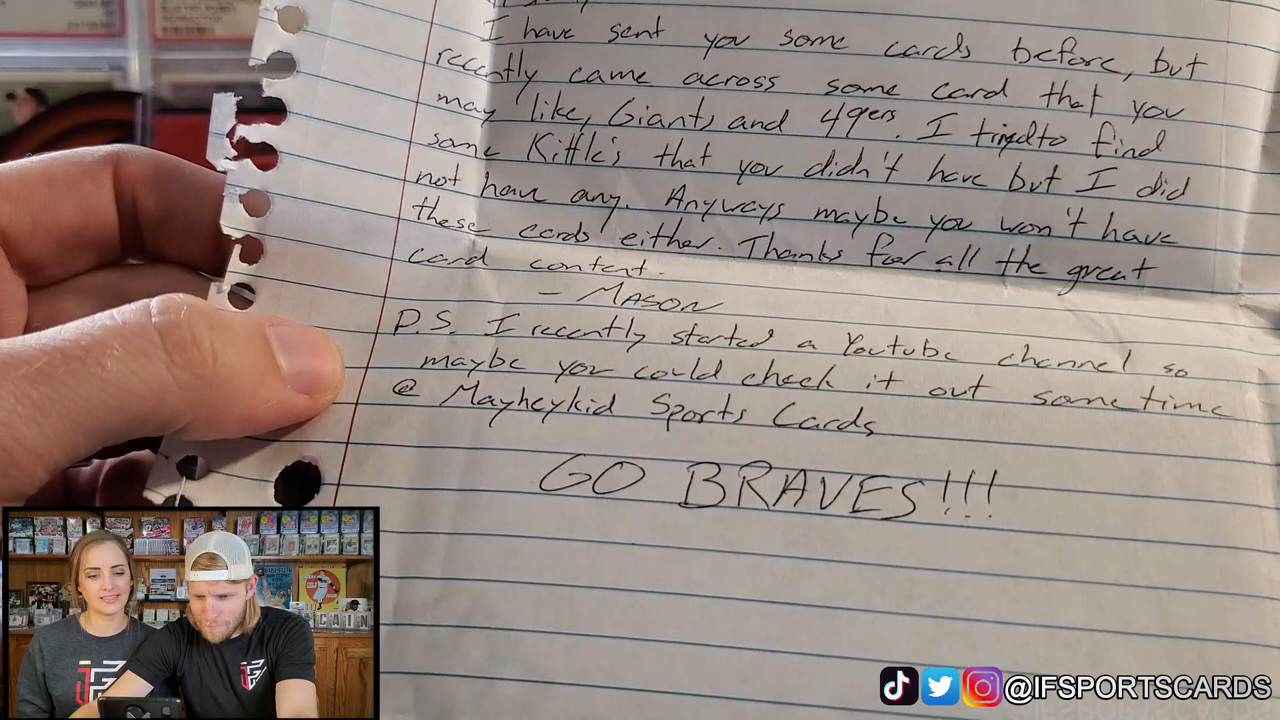 I have sent you some cards before, but
recently came across some card that you
may like, Giants and 49ers. I tried to find
some Kittle's that you didn't have but I did
not have any. Anyways maybe you won't have
these cards either. Thanks for all the great
card content.
- MASON
P.S. I recently started a Youtube channel so
maybe you could check it out sometime
@ Mayheykid Sports Cards
GO BRAVES!!!
@IFSPORTSCARDS